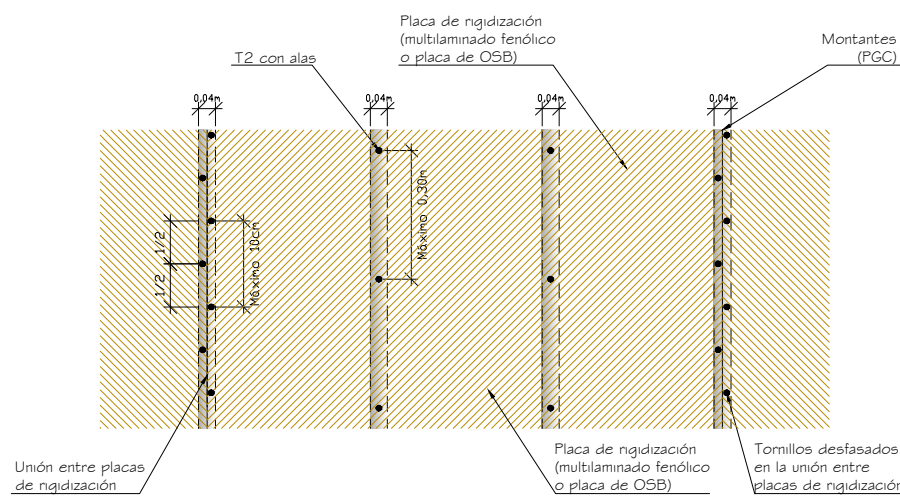 Placa de rigidización
(multilaminado fenólico
o placa de OSB)
T2 con alas
Montantes
(PGC)
0,04m
0,04m
0,04m
0,04m
1/2
1/2
Máximo 10cm
Máximo 0,30m
Unión entre placas
de rigidización
Placa de rigidización
(multilaminado fenólico
o placa de OSB)
Tornillos desfasados
en la unión entre
placas de rigidización